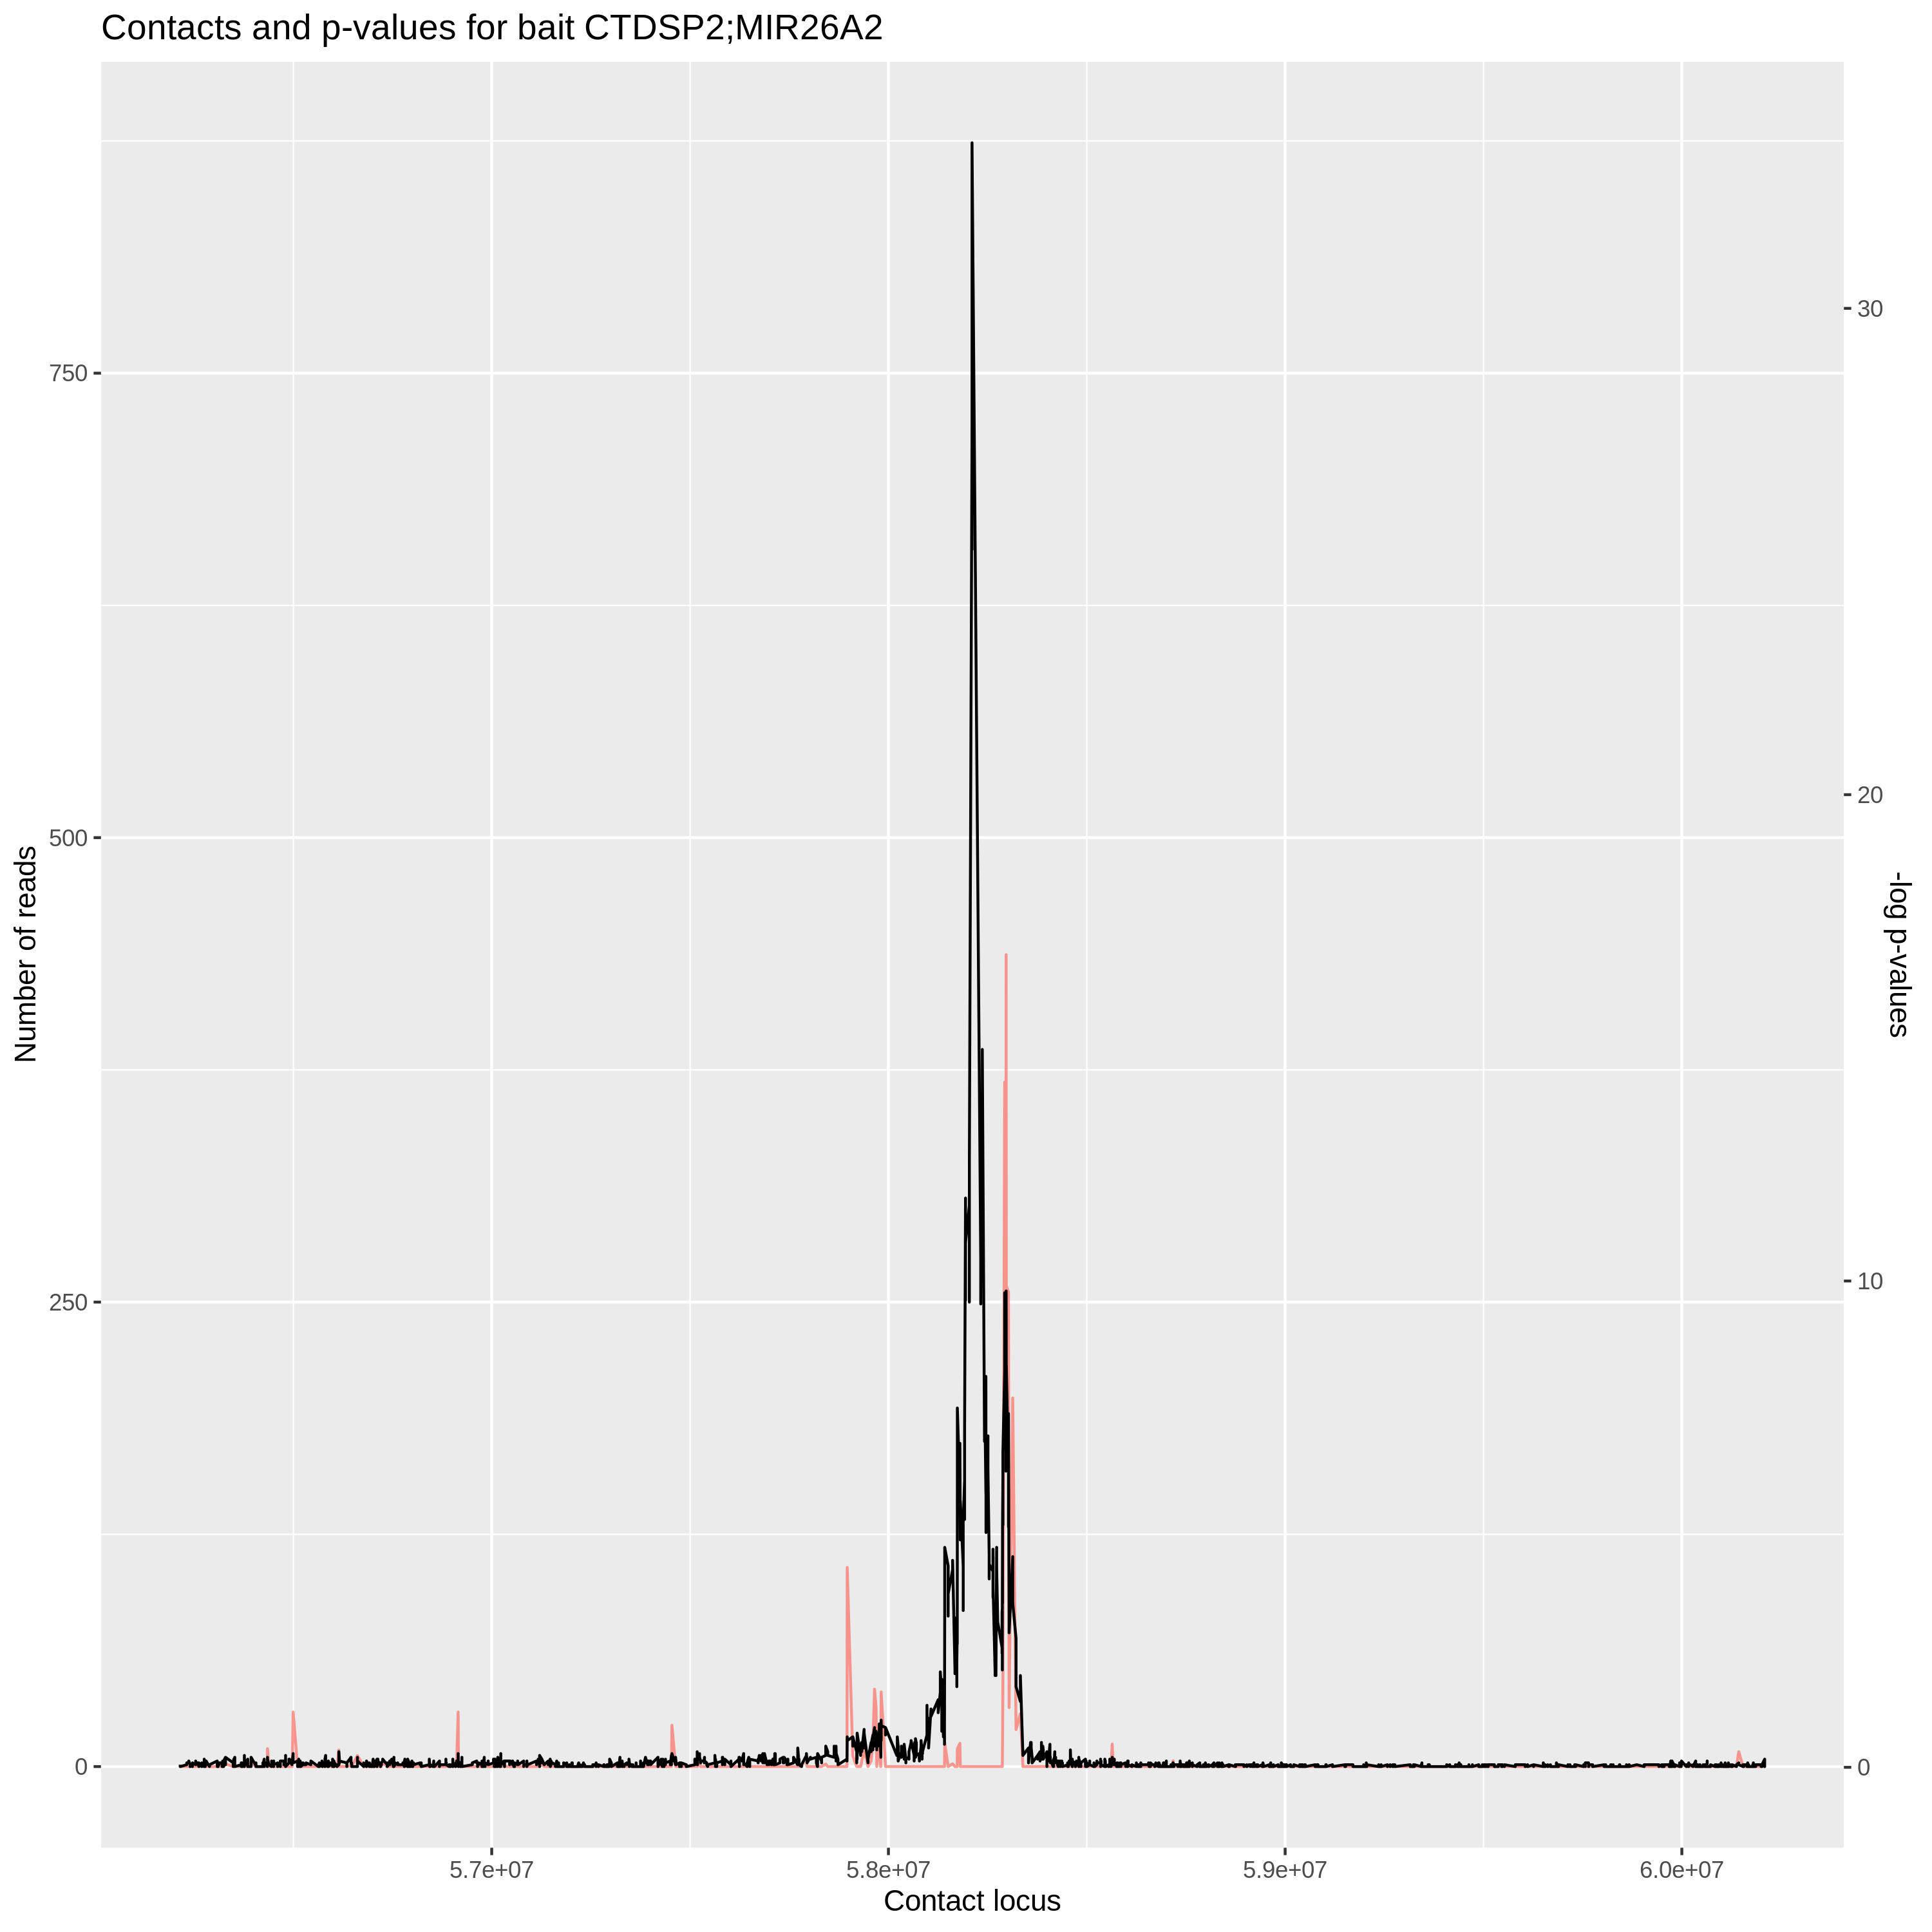 Contacts and p-values for bait CTDSP2;MIR26A2
Number of reads
750
500
250
0
30
20
10
0
-log p-values
5.7e+07
5.8e+07
5.9e+07
6.0e+07
Contact locus